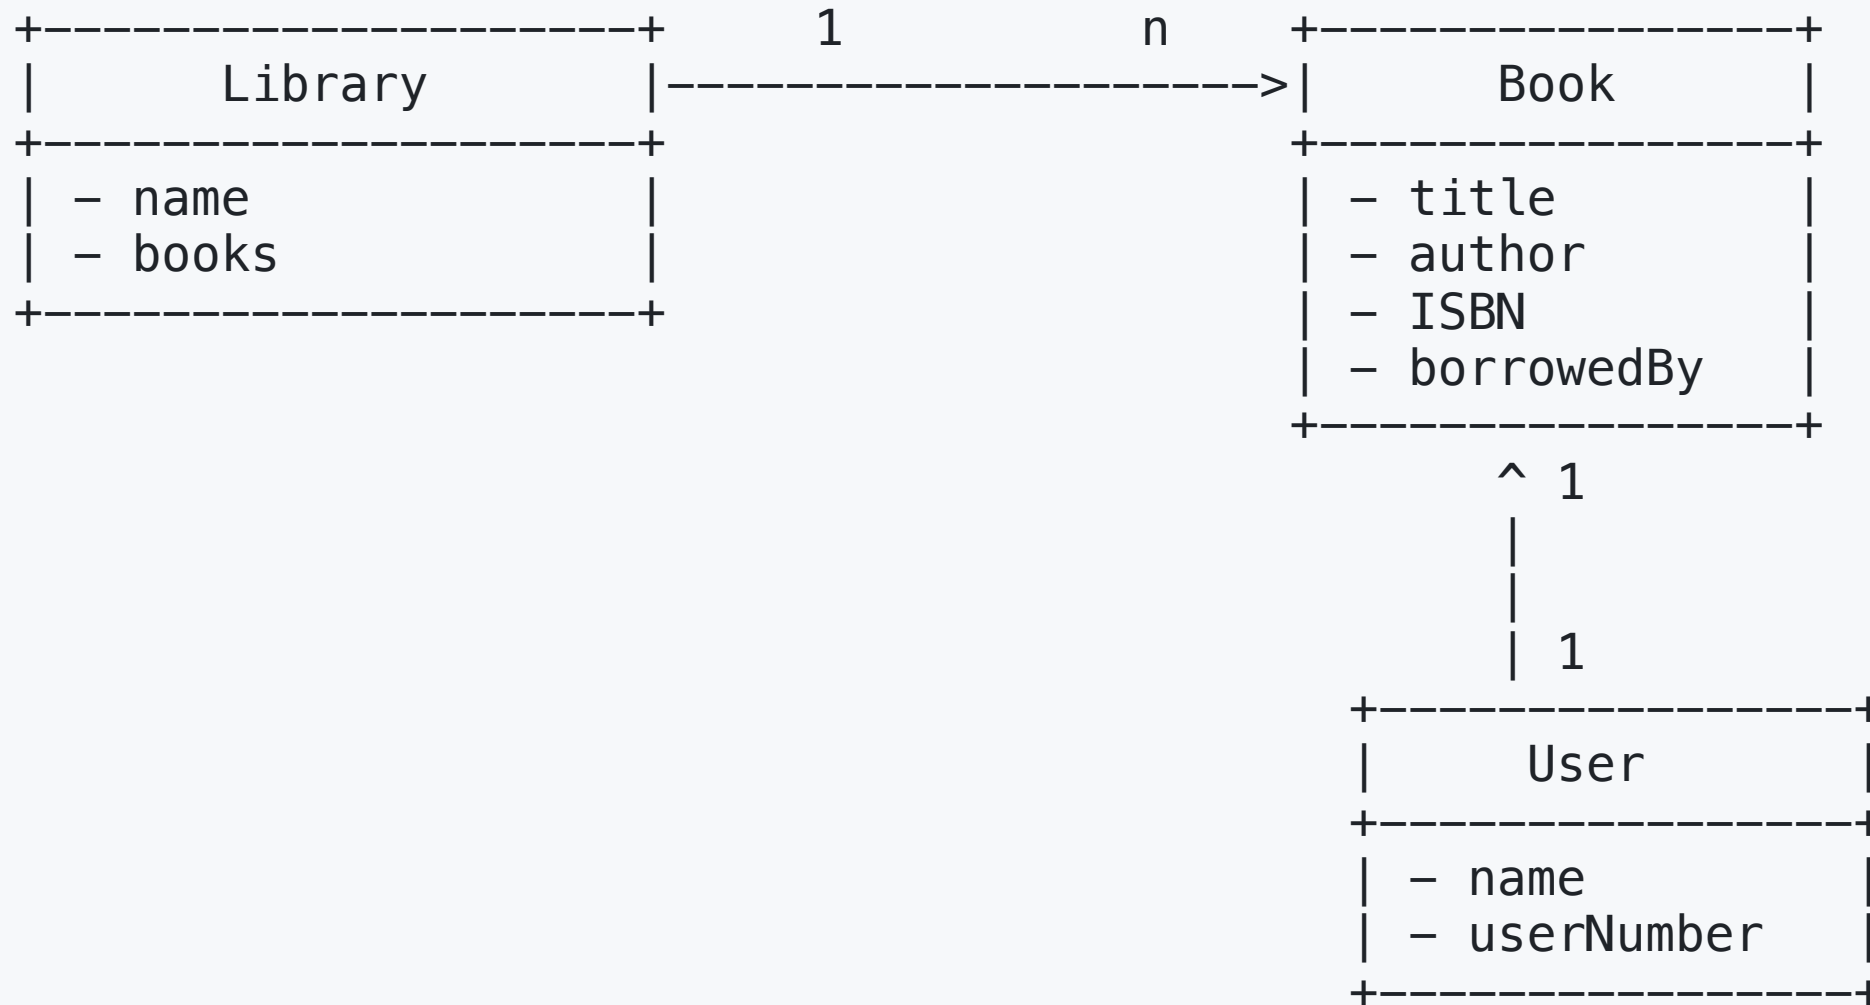 +--------------------+     1          n    +----------------+
|      Library       |-------------------->|      Book      |
+--------------------+                     +----------------+
| - name             |                     | - title        |
| - books            |                     | - author       |
+--------------------+                     | - ISBN         |
                                           | - borrowedBy   |
                                           +----------------+
                                                  ^ 1
                                                  |
                                                  |
                                                  | 1
                                             +----------------+
                                             |     User       |
                                             +----------------+
                                             | - name         |
                                             | - userNumber   |
                                             +----------------+